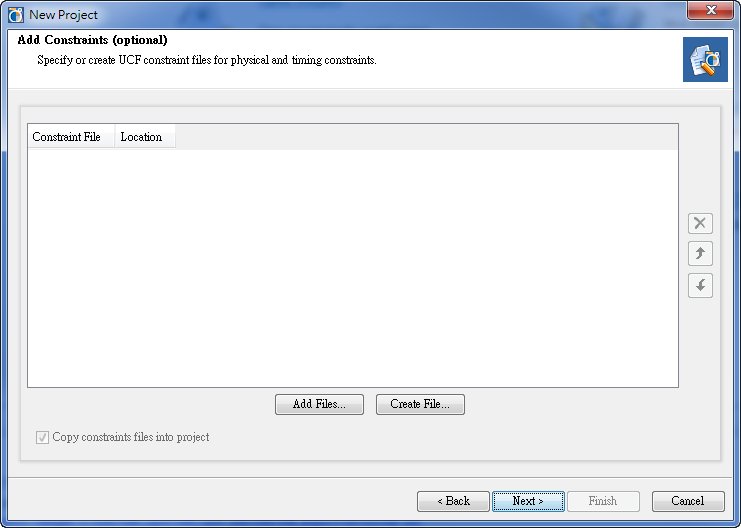 New Project
Add Constraints (optional)
Specify or create UCF constraint files for physical and timing constraints.
Constraint File Location
Add Files... Create File...
Copy constraints files into project
< Back Next > Finish Cancel